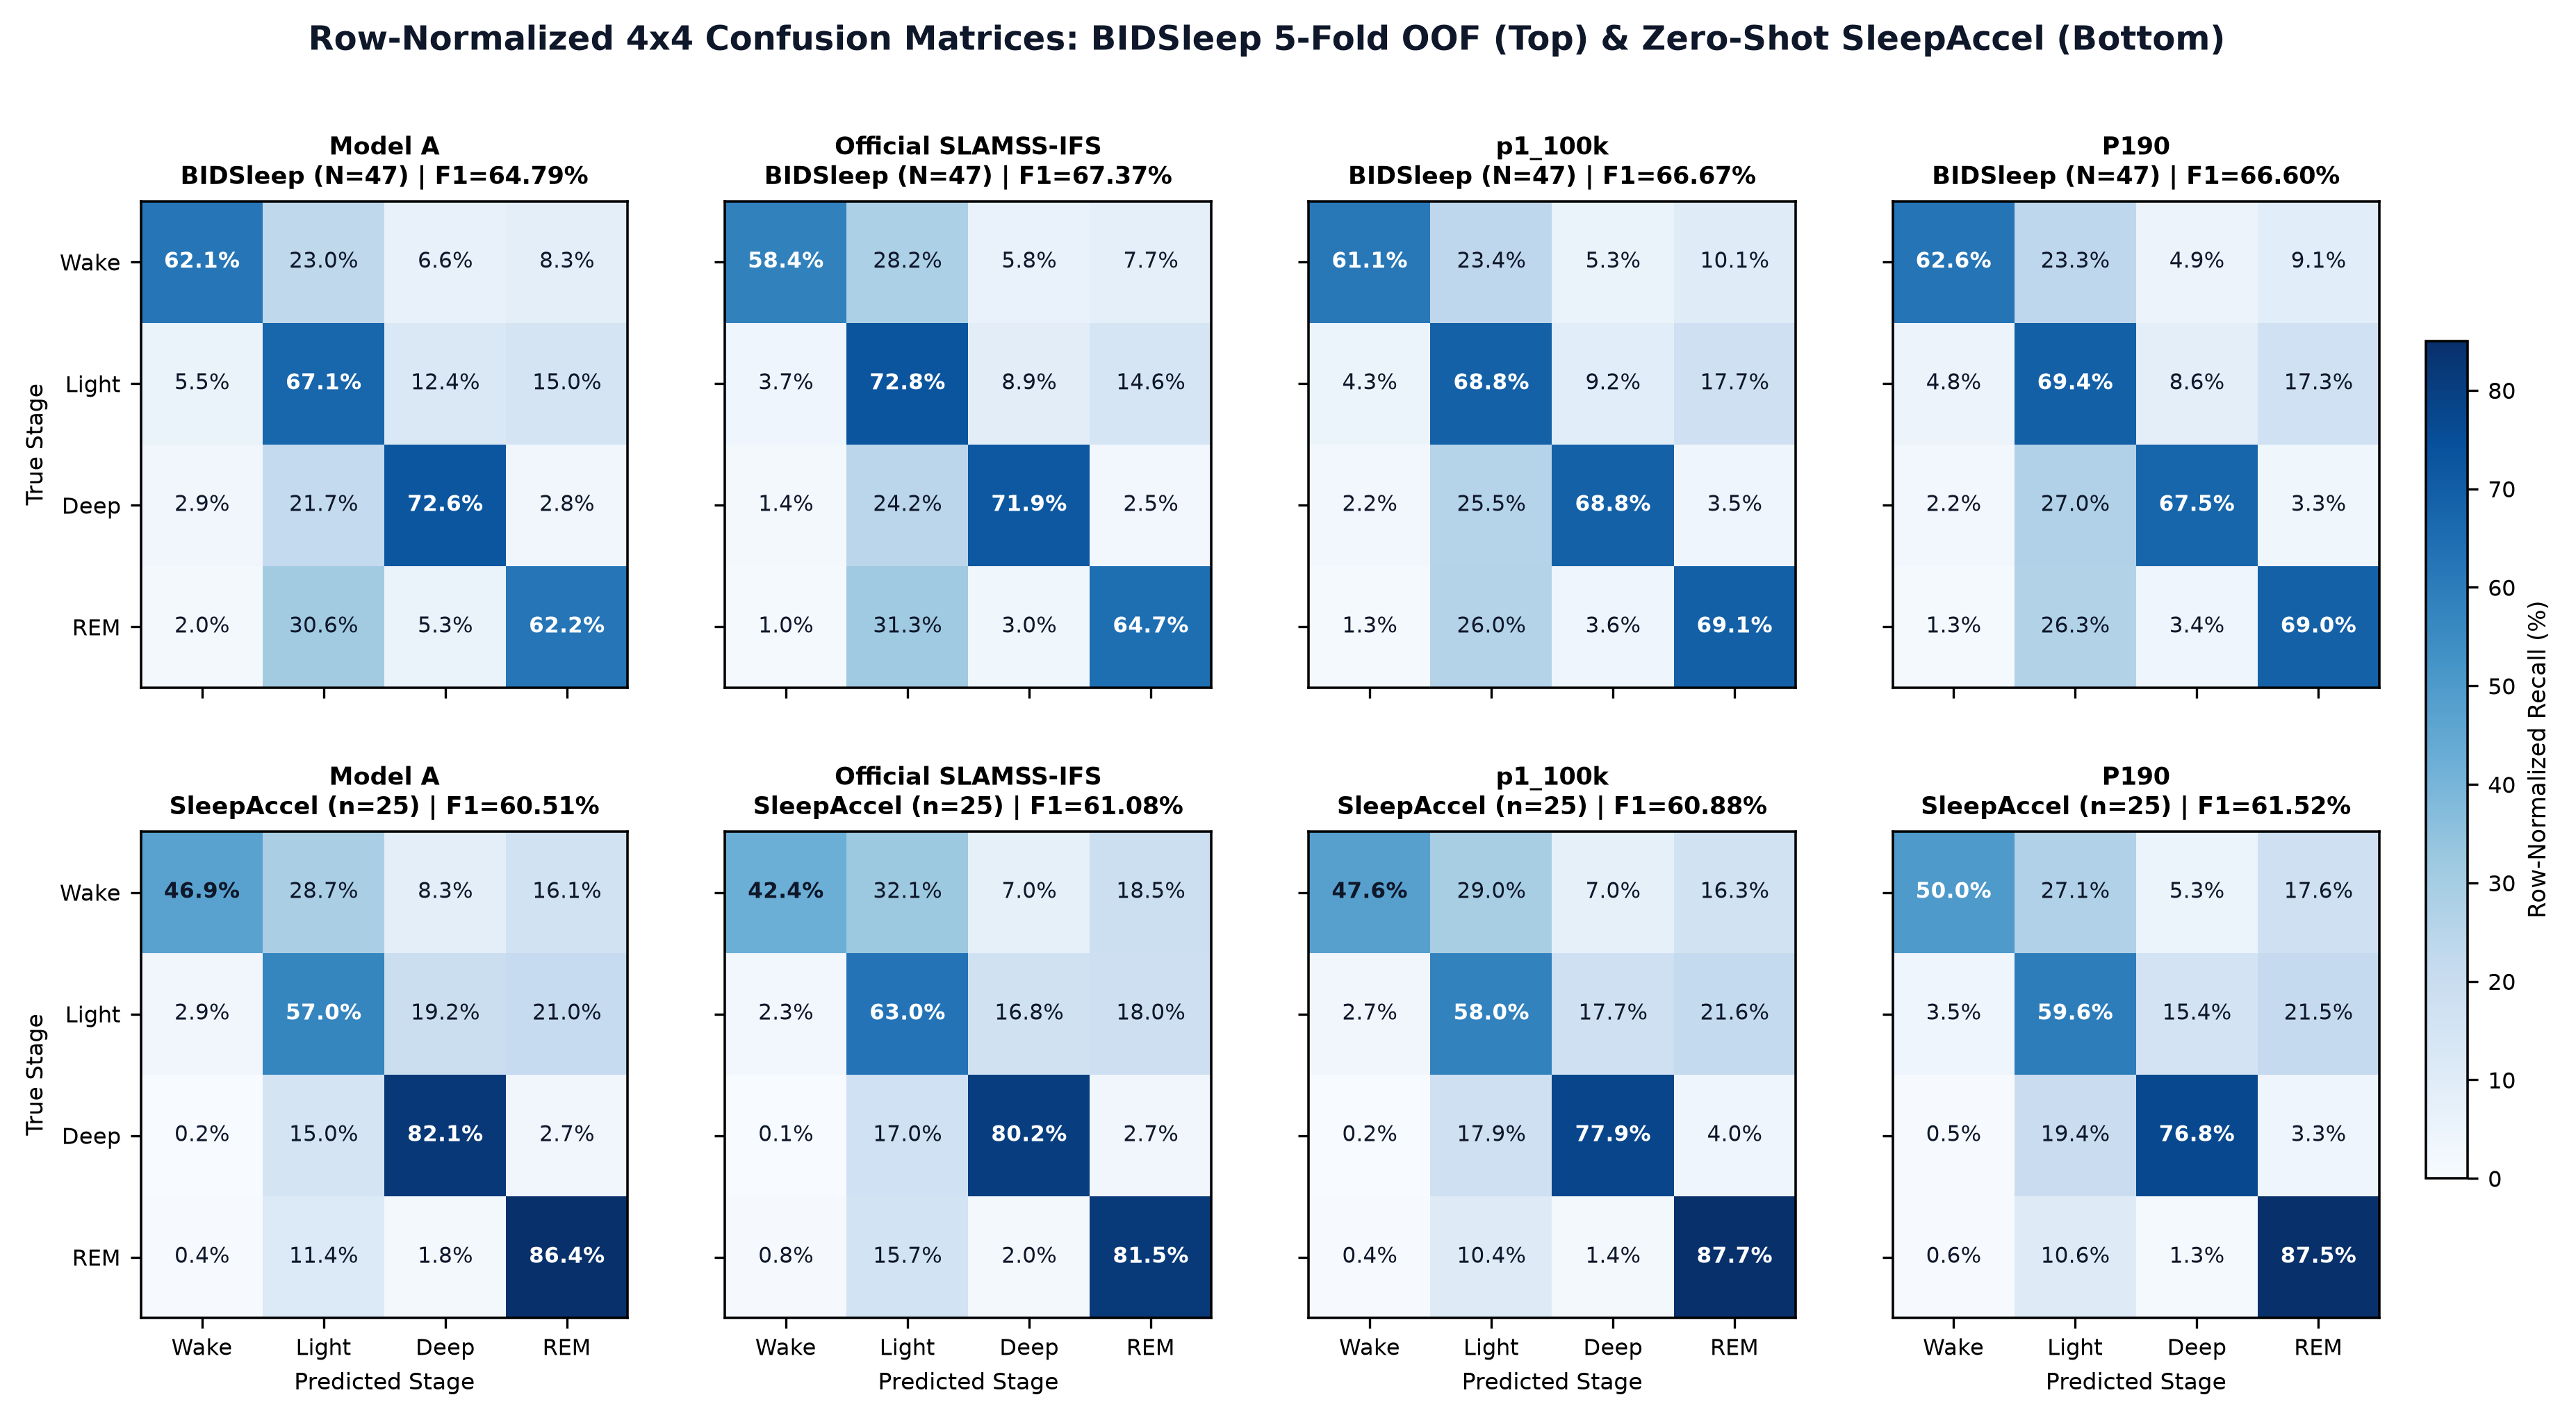 Row-Normalized 4x4 Confusion Matrices: BIDSleep 5-Fold OOF (Top) & Zero-Shot SleepAccel (Bottom)
Model A
BIDSleep (N=47) | F1=64.79%
Official SLAMSS-IFS
BIDSleep (N=47) | F1=67.37%
p1_100k
BIDSleep (N=47) | F1=66.67%
P190
BIDSleep (N=47) | F1=66.60%
True Stage
Wake 62.1% 23.0% 6.6% 8.3% 58.4% 28.2% 5.8% 7.7% 61.1% 23.4% 5.3% 10.1% 62.6% 23.3% 4.9% 9.1%
Light 5.5% 67.1% 12.4% 15.0% 3.7% 72.8% 8.9% 14.6% 4.3% 68.8% 9.2% 17.7% 4.8% 69.4% 8.6% 17.3%
Deep 2.9% 21.7% 72.6% 2.8% 1.4% 24.2% 71.9% 2.5% 2.2% 25.5% 68.8% 3.5% 2.2% 27.0% 67.5% 3.3%
REM 2.0% 30.6% 5.3% 62.2% 1.0% 31.3% 3.0% 64.7% 1.3% 26.0% 3.6% 69.1% 1.3% 26.3% 3.4% 69.0%
Model A
SleepAccel (n=25) | F1=60.51%
Official SLAMSS-IFS
SleepAccel (n=25) | F1=61.08%
p1_100k
SleepAccel (n=25) | F1=60.88%
P190
SleepAccel (n=25) | F1=61.52%
True Stage
Wake 46.9% 28.7% 8.3% 16.1% 42.4% 32.1% 7.0% 18.5% 47.6% 29.0% 7.0% 16.3% 50.0% 27.1% 5.3% 17.6%
Light 2.9% 57.0% 19.2% 21.0% 2.3% 63.0% 16.8% 18.0% 2.7% 58.0% 17.7% 21.6% 3.5% 59.6% 15.4% 21.5%
Deep 0.2% 15.0% 82.1% 2.7% 0.1% 17.0% 80.2% 2.7% 0.2% 17.9% 77.9% 4.0% 0.5% 19.4% 76.8% 3.3%
REM 0.4% 11.4% 1.8% 86.4% 0.8% 15.7% 2.0% 81.5% 0.4% 10.4% 1.4% 87.7% 0.6% 10.6% 1.3% 87.5%
Wake Light Deep REM Wake Light Deep REM Wake Light Deep REM Wake Light Deep REM
Predicted Stage Predicted Stage Predicted Stage Predicted Stage
80
70
60
50
40
30
20
10
0
Row-Normalized Recall (%)